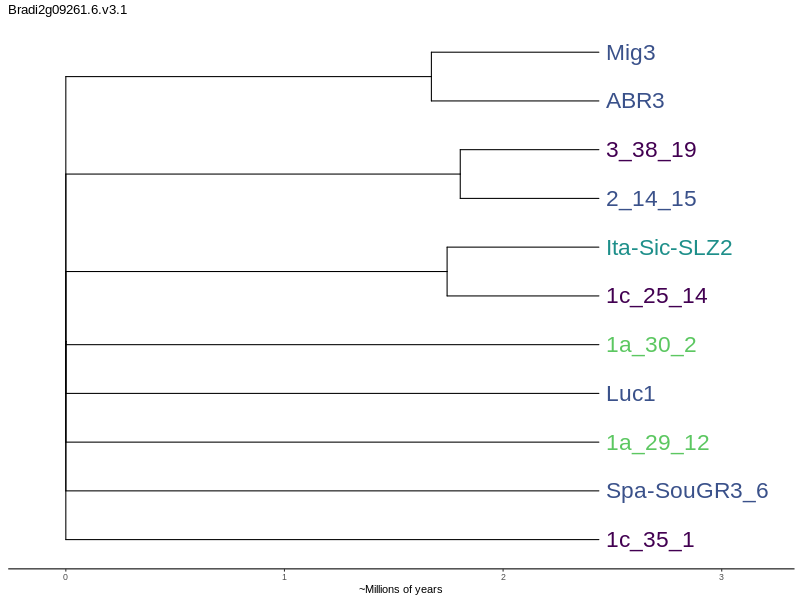 Bradi2g09261.6.v3.1
Mig3
ABR3
3_38_19
2_14_15
Ita-Sic-SLZ2
1c_25_14
1a_30_2
Luc1
1a_29_12
Spa-SouGR3_6
1c_35_1
0 1 2 3
~Millions of years